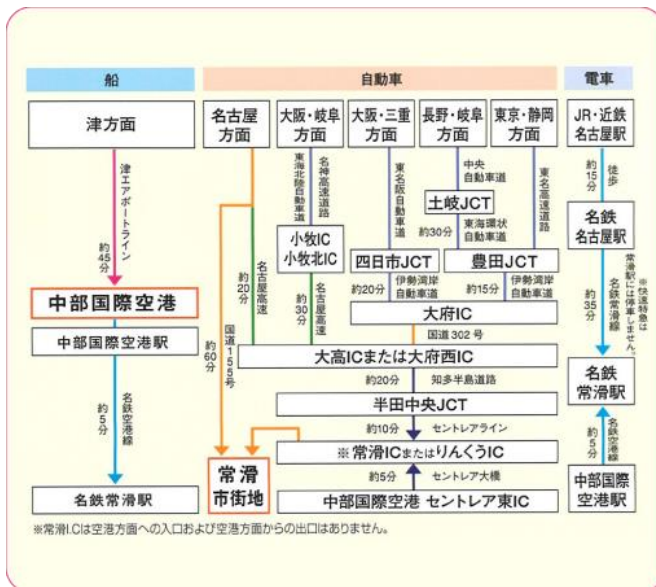 船
自動車
電車
津方面
名古屋
方面
大阪・岐阜
方面
大阪・三重
方面
長野・岐阜
方面
東京・静岡
方面
JR・近鉄
名古屋駅
津エアポートライン
約45分
東海北陸自動車道
名神高速道路
東名阪自動車道
中央
自動車道
東名高速道路
約15分
徒歩
土岐JCT
約30分
東海環状
自動車道
名鉄
名古屋駅
小牧IC
小牧北IC
四日市JCT
豊田JCT
約20分
伊勢湾岸
自動車道
約15分
伊勢湾岸
自動車道
約20分
名古屋高速
約30分
名古屋高速
約35分
名鉄常滑線
※快速特急は
常滑駅には停車しません。
中部国際空港
大府IC
国道302号
中部国際空港駅
約60分
国道155号
大高ICまたは大府西IC
約20分
知多半島道路
名鉄
常滑駅
半田中央JCT
約5分
名鉄空港線
約10分
セントレアライン
常滑
市街地
※常滑ICまたはりんくうIC
約5分
セントレア大橋
約5分
名鉄空港線
名鉄常滑駅
中部国際空港 セントレア東IC
中部国際
空港駅
※常滑I.Cは空港方面への入口および空港方面からの出口はありません。